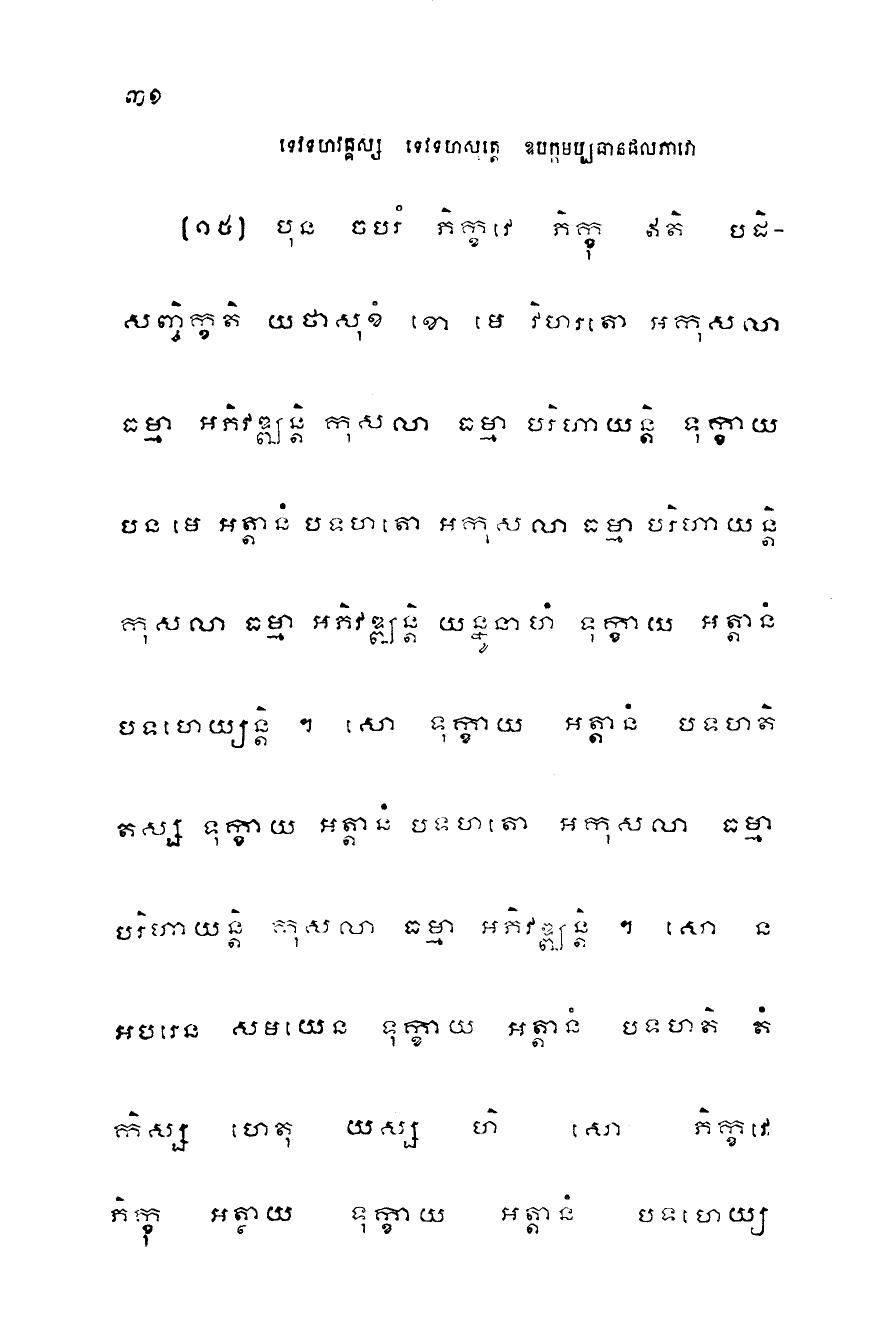 ៣១
ទេវទហវគ្គស្ស ទេវទហសុត្តេ ឧបក្កមប្បធានផលភាវោ
[១៥] បុន ចបរំ ភិក្ខវេ ភិក្ខុ ឥតិ បដិ-
សញ្ចិក្ខតិ យថាសុខំ ខោ មេ វិហរតោ អកុសលា
ធម្មា អភិវឌ្ឍន្តិ កុសលា ធម្មា បរិហាយន្តិ ទុក្ខាយ
បន មេ អត្តានំ បទហតោ អកុសលា ធម្មា បរិហាយន្តិ
កុសលា ធម្មា អភិវឌ្ឍន្តិ យន្នូនាហំ ទុក្ខាយ អត្តានំ
បទហេយ្យន្តិ ។ សោ ទុក្ខាយ អត្តានំ បទហតិ
តស្ស ទុក្ខាយ អត្តានំ បទហតោ អកុសលា ធម្មា
បរិហាយន្តិ កុសលា ធម្មា អភិវឌ្ឍន្តិ ។ សោ ន
អបរេន សមយេន ទុក្ខាយ អត្តានំ បទហតិ តំ
កិស្ស ហេតុ យស្ស ហិ សោ ភិក្ខវេ
ភិក្ខុ អត្ថាយ ទុក្ខាយ អត្តានំ បទហេយ្យ